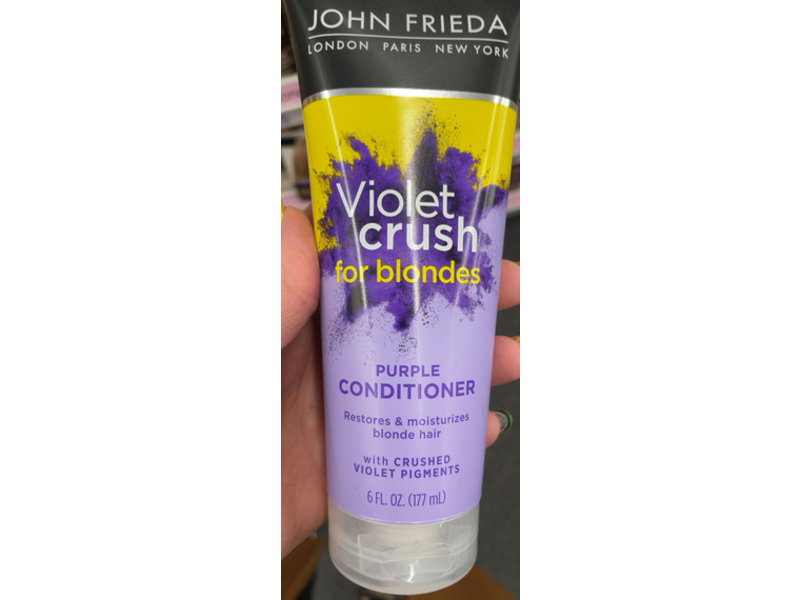 JOHN FRIEDA
LONDON PARIS NEW YORK
Violet
crush
for blondes
PURPLE
CONDITIONER
Restores & moisturizes
blonde hair
with CRUSHED
VIOLET PIGMENTS
6 FL. OZ. (177 mL)